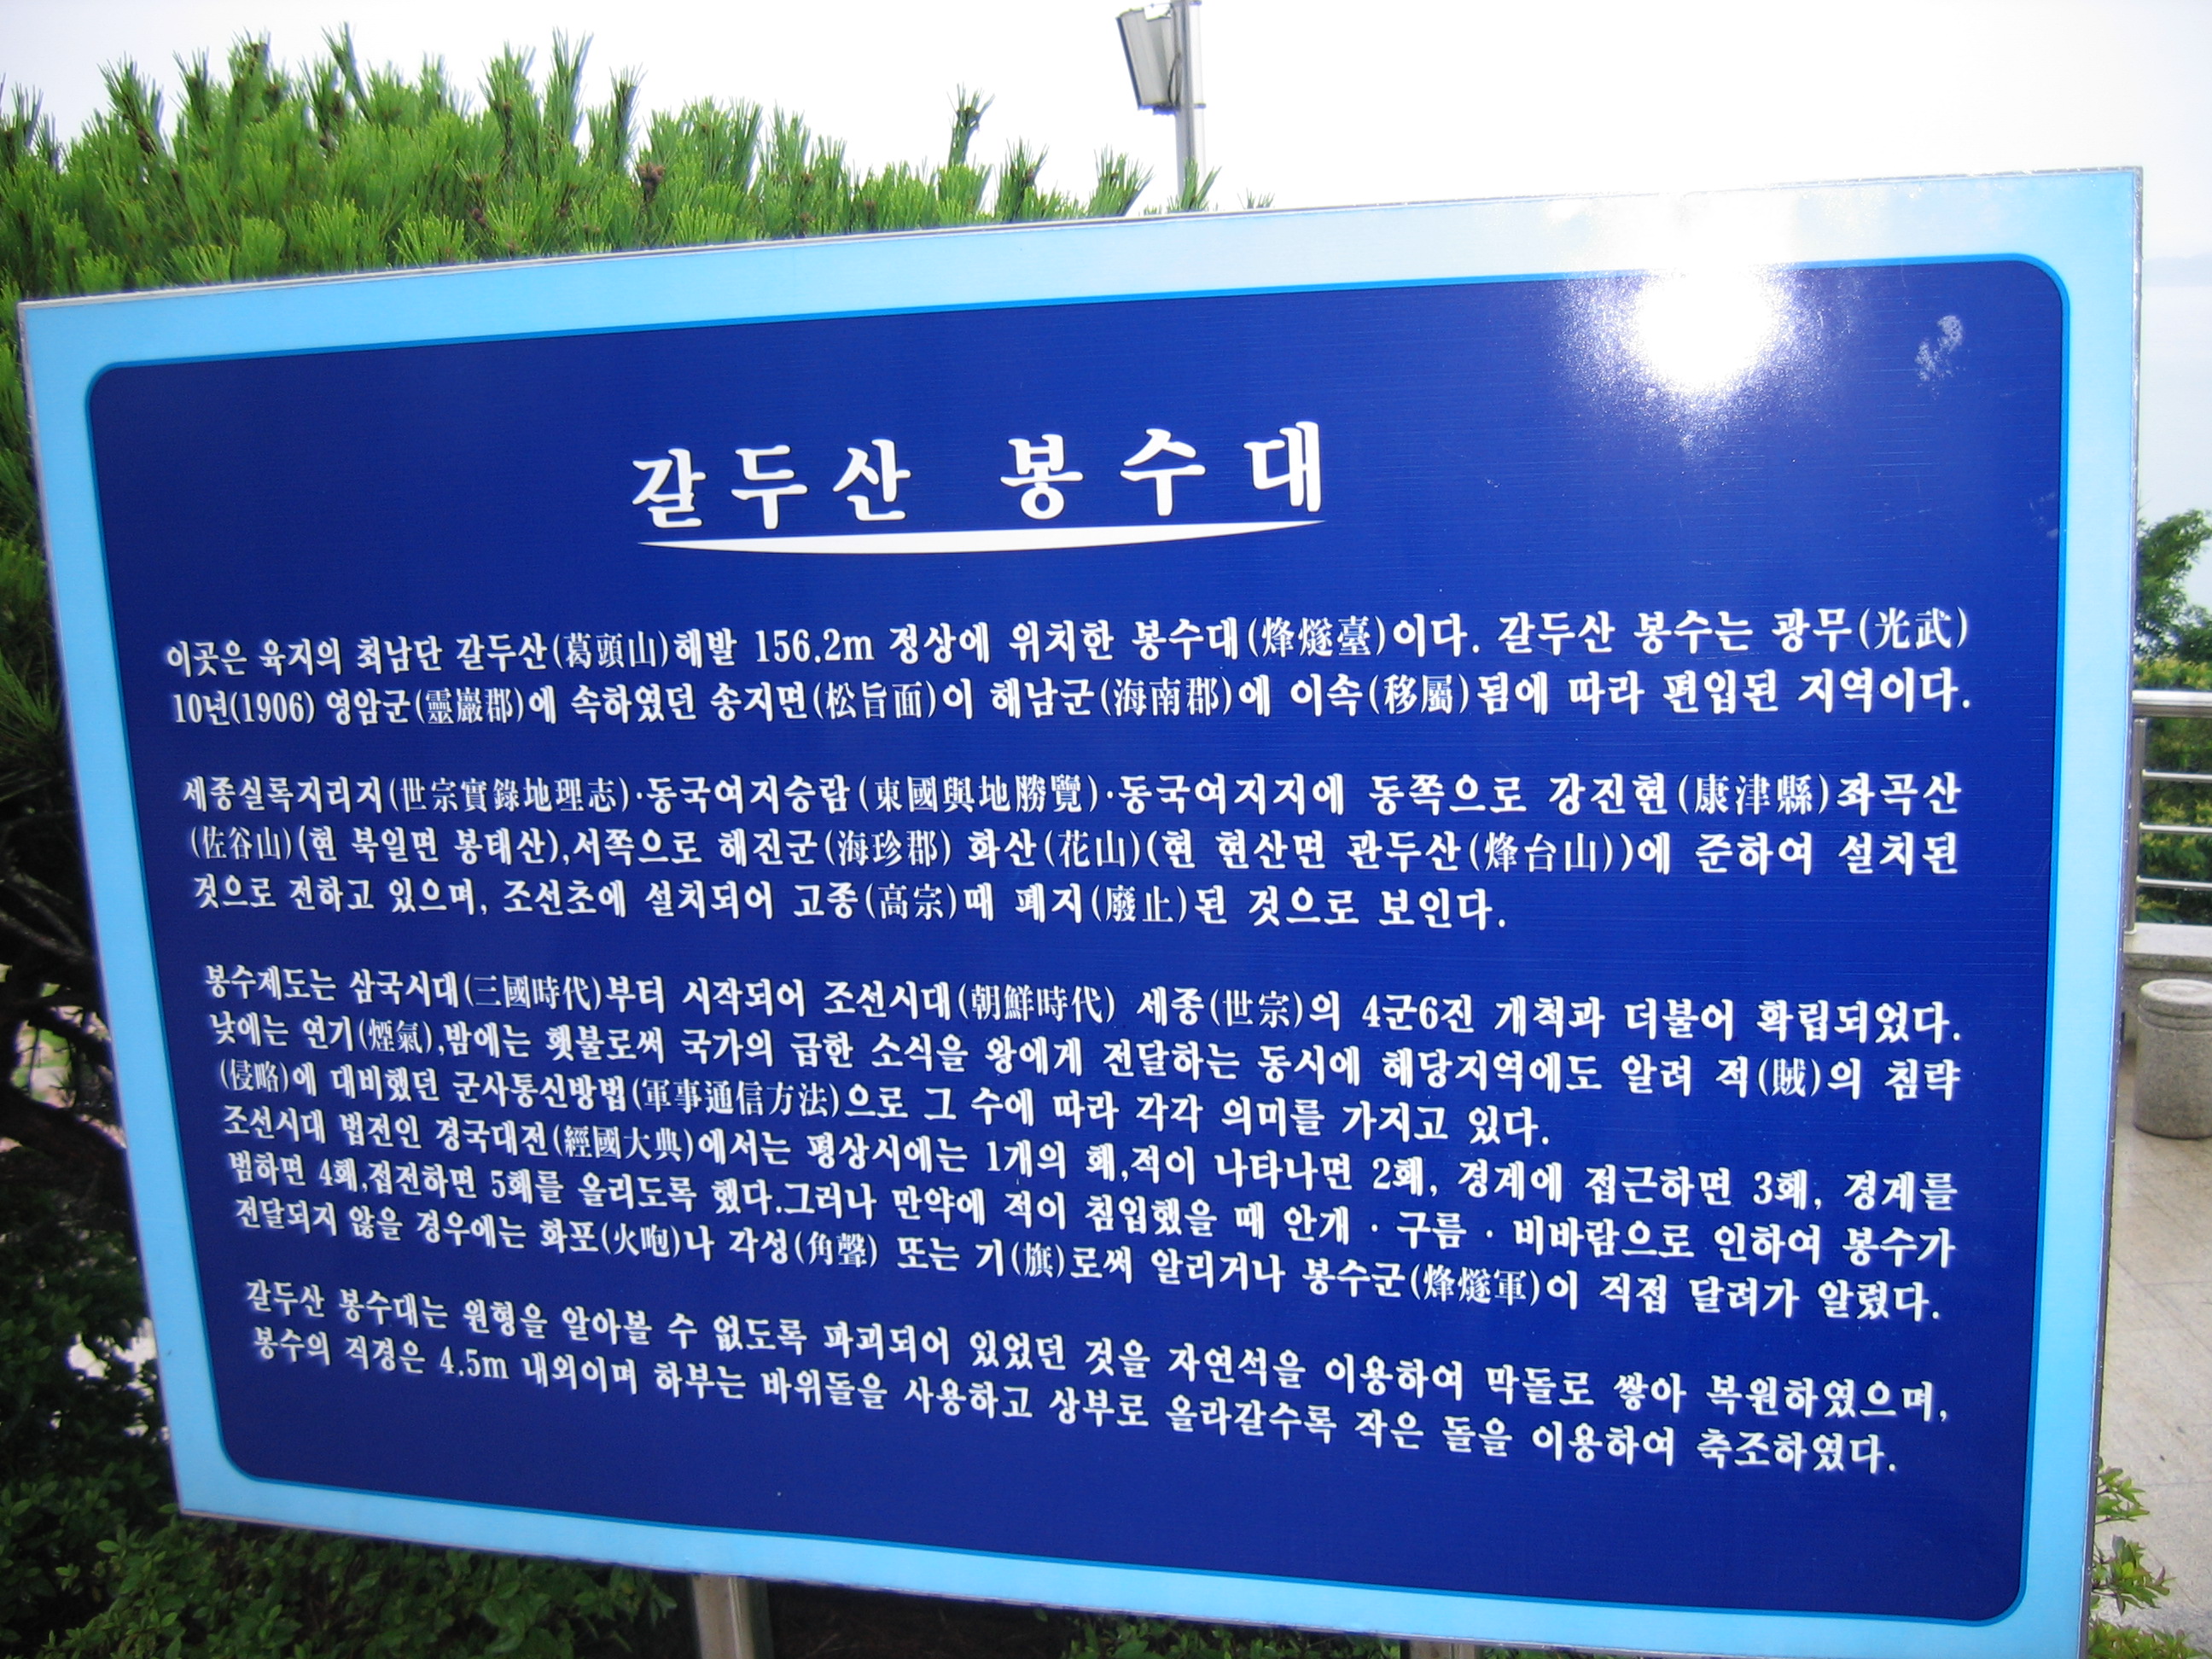 갈두산 봉수대
이곳은 육지의 최남단 갈두산(葛頭山)해발 156.2m 정상에 위치한 봉수대(烽燧臺)이다. 갈두산 봉수는 광무(光武)
10년(1906) 영암군(靈巖郡)에 속하였던 송지면(松旨面)이 해남군(海南郡)에 이속(移屬)됨에 따라 편입된 지역이다.
세종실록지리지(世宗實錄地理志)·동국여지승람(東國與地勝覽)·동국여지지에 동쪽으로 강진현(康津縣)좌곡산
(佐谷山)(현 북일면 봉태산),서쪽으로 해진군(海珍郡) 화산(花山)(현 현산면 관두산(烽台山))에 준하여 설치된
것으로 전하고 있으며, 조선초에 설치되어 고종(高宗)때 폐지(廢止)된 것으로 보인다.
봉수제도는 삼국시대(三國時代)부터 시작되어 조선시대(朝鮮時代) 세종(世宗)의 4군6진 개척과 더불어 확립되었다.
낮에는 연기(煙氣),밤에는 횃불로써 국가의 급한 소식을 왕에게 전달하는 동시에 해당지역에도 알려 적(賊)의 침략
(侵略)에 대비했던 군사통신방법(軍事通信方法)으로 그 수에 따라 각각 의미를 가지고 있다.
조선시대 법전인 경국대전(經國大典)에서는 평상시에는 1개의 홰,적이 나타나면 2홰, 경계에 접근하면 3홰, 경계를
범하면 4홰,접전하면 5홰를 올리도록 했다.그러나 만약에 적이 침입했을 때 안개 · 구름 · 비바람으로 인하여 봉수가
전달되지 않을 경우에는 화포(火咆)나 각성(角聲) 또는 기(旗)로써 알리거나 봉수군(烽燧軍)이 직접 달려가 알렸다.
갈두산 봉수대는 원형을 알아볼 수 없도록 파괴되어 있었던 것을 자연석을 이용하여 막돌로 쌓아 복원하였으며,
봉수의 직경은 4.5m 내외이며 하부는 바위돌을 사용하고 상부로 올라갈수록 작은 돌을 이용하여 축조하였다.